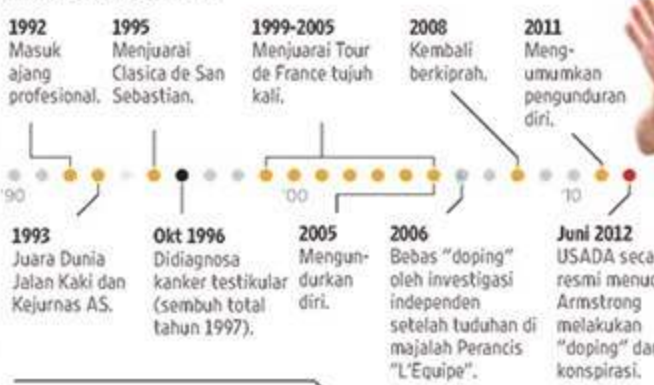 1992
Masuk
ajang
profesional.
1995
Menjuarai
Clasica de San
Sebastian.
1999-2005
Menjuarai Tour
de France tujuh
kali.
2008
Kembali
berkiprah.
2011
Meng-
umumkan
pengunduran
diri.
'90
'00
'10
1993
Juara Dunia
Jalan Kaki dan
Kejurnas AS.
Okt 1996
Didiagnosa
kanker testikular
(sembuh total
tahun 1997).
2005
Mengun-
durkan
diri.
2006
Bebas "doping"
oleh investigasi
independen
setelah tuduhan di
majalah Perancis
"L'Equipe".
Juni 2012
USADA seca
resmi menud
Armstrong
melakukan
"doping" dan
konspirasi.